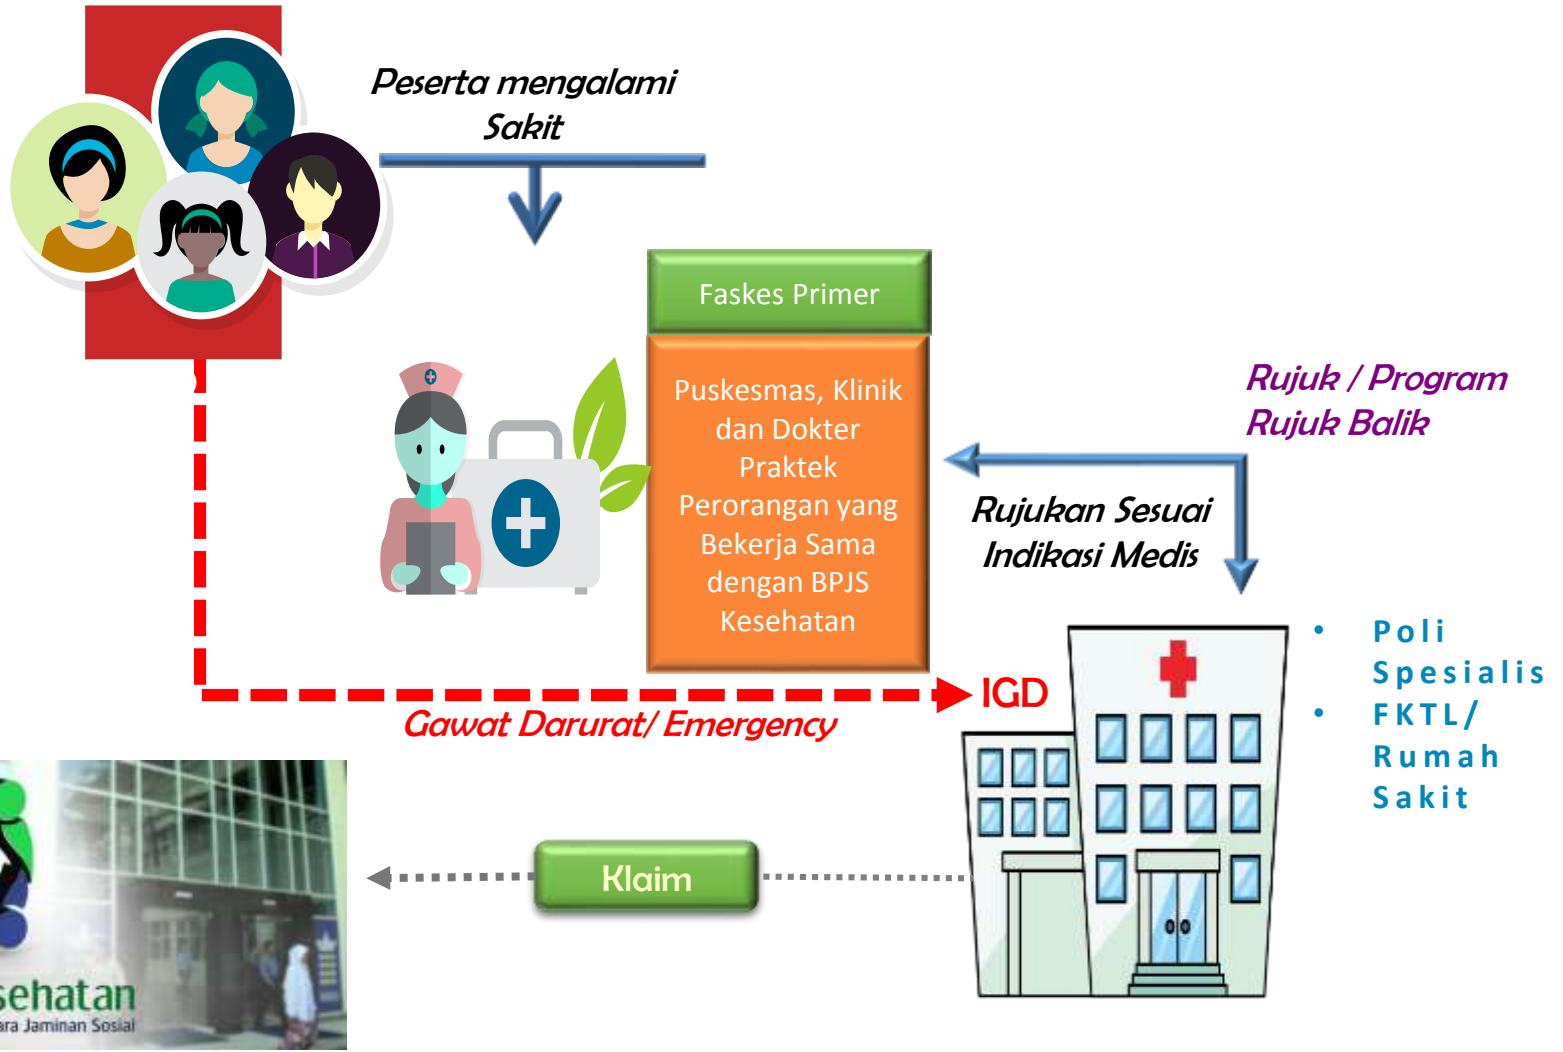 Peserta mengalami
Sakit
Faskes Primer
Puskesmas, Klinik
dan Dokter
Praktek
Perorangan yang
Bekerja Sama
dengan BPJS
Kesehatan
Rujuk / Program
Rujuk Balik
Rujukan Sesuai
Indikasi Medis
IGD
Gawat Darurat/ Emergency
• Poli
Spesialis
• FKTL/
Rumah
Sakit
Klaim
sehatan
ara Jaminan Sosial